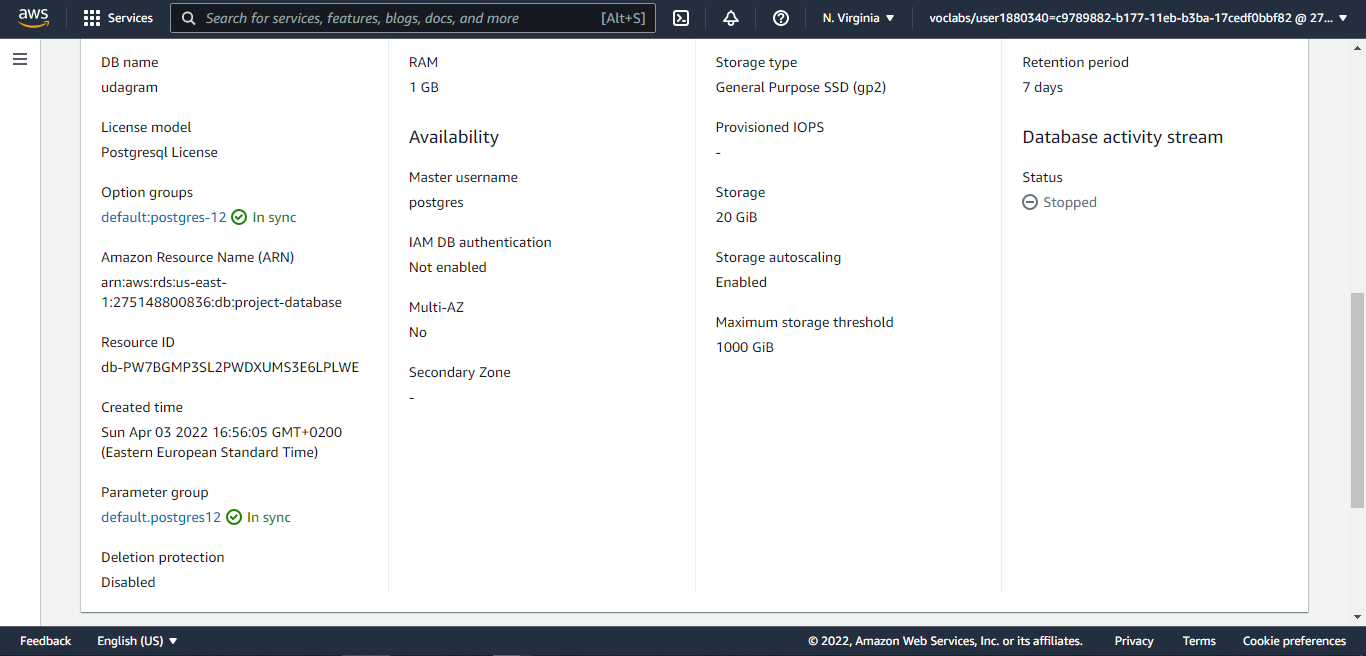 aws
Services
Search for services, features, blogs, docs, and more
[Alt+S]
N. Virginia
voclabs/user1880340=c9789882-b177-11eb-b3ba-17cedf0bbf82 @ 27...
DB name
udagram
License model
Postgresql License
Option groups
default:postgres-12 In sync
Amazon Resource Name (ARN)
arn:aws:rds:us-east-
1:275148800836:db:project-database
Resource ID
db-PW7BGMP3SL2PWDXUMS3E6LPLWE
Created time
Sun Apr 03 2022 16:56:05 GMT+0200
(Eastern European Standard Time)
Parameter group
default.postgres12 In sync
Deletion protection
Disabled
RAM
1 GB
Availability
Master username
postgres
IAM DB authentication
Not enabled
Multi-AZ
No
Secondary Zone
-
Storage type
General Purpose SSD (gp2)
Provisioned IOPS
-
Storage
20 GiB
Storage autoscaling
Enabled
Maximum storage threshold
1000 GiB
Retention period
7 days
Database activity stream
Status
Stopped
Feedback
English (US)
© 2022, Amazon Web Services, Inc. or its affiliates.
Privacy
Terms
Cookie preferences